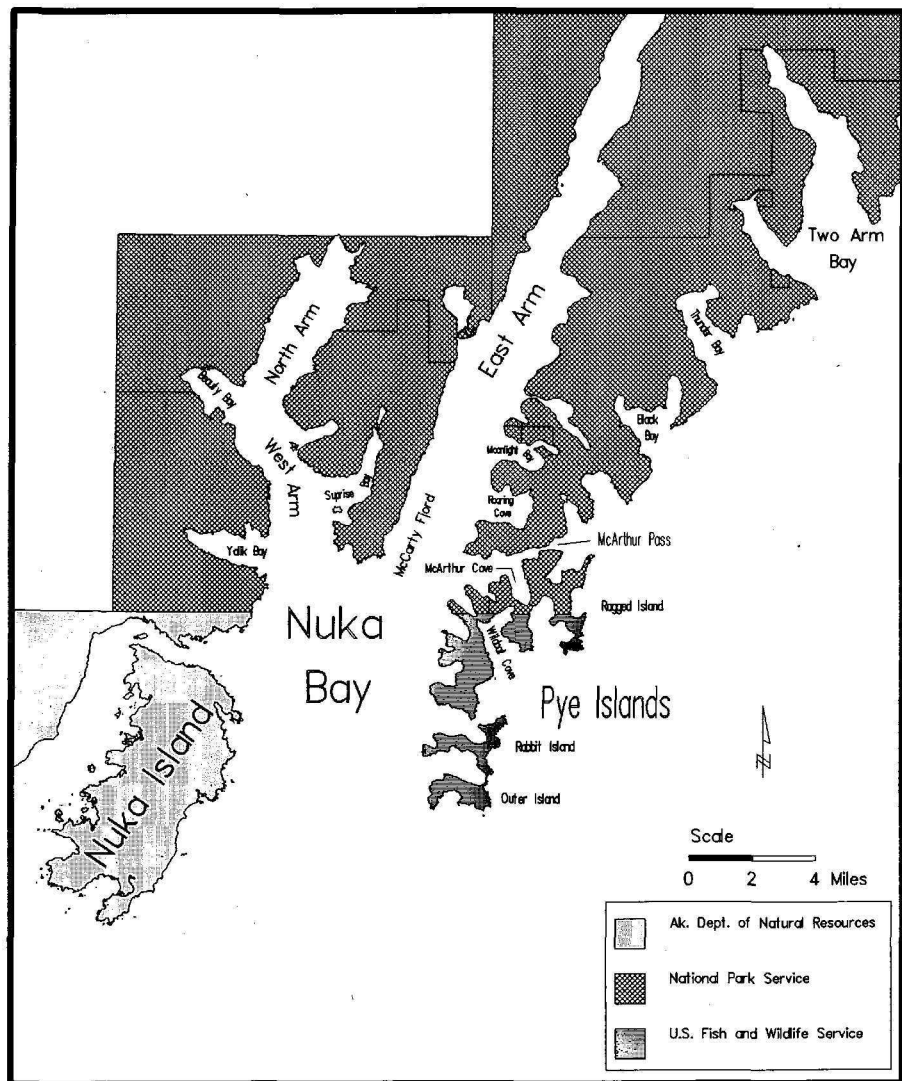 Two Arm
Bay
North Arm
East Arm
Thunder Bay
Beauty Bay
Black
Bay
West Arm
Moonlight Bay
Suprise Bay
Roaring
Cove
McCarty Fjord
McArthur Pass
Yalik Bay
McArthur Cove
Ragged Island
Nuka
Bay
Wildcat Cove
Pye Islands
Nuka Island
Rabbit Island
Outer Island
N
Scale
0 2 4 Miles
Ak. Dept. of Natural Resources
National Park Service
U.S. Fish and Wildlife Service